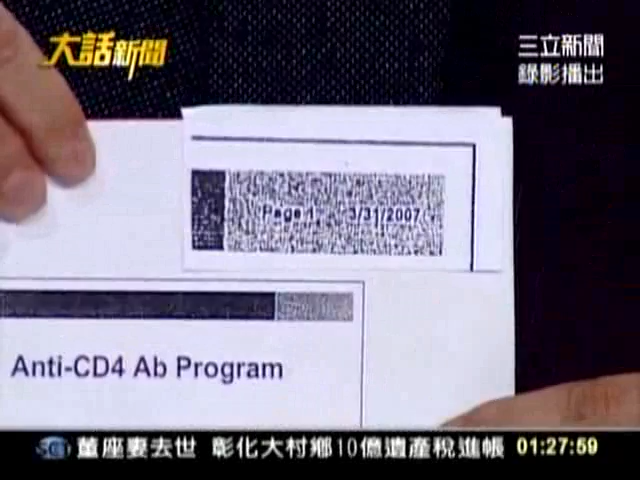 大話新聞
三立新聞
錄影播出
Page 1 3/31/2007
Anti-CD4 Ab Program
董座妻去世 彰化大村鄉10億遺產稅進帳 01:27:59